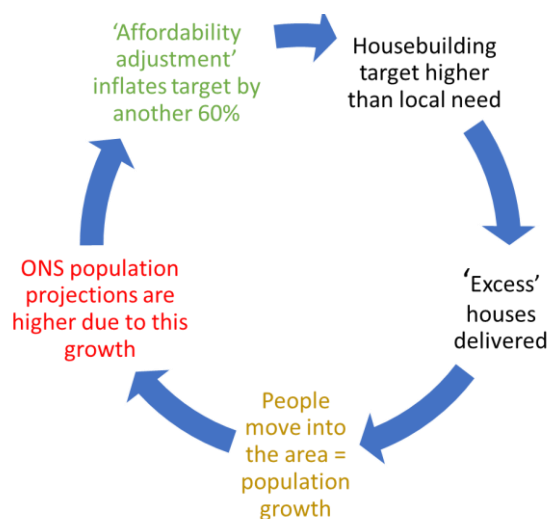 ‘Affordability
adjustment’
inflates target by
another 60%
Housebuilding
target higher
than local need
‘Excess’
houses
delivered
People
move into
the area =
population
growth
ONS population
projections are
higher due to this
growth